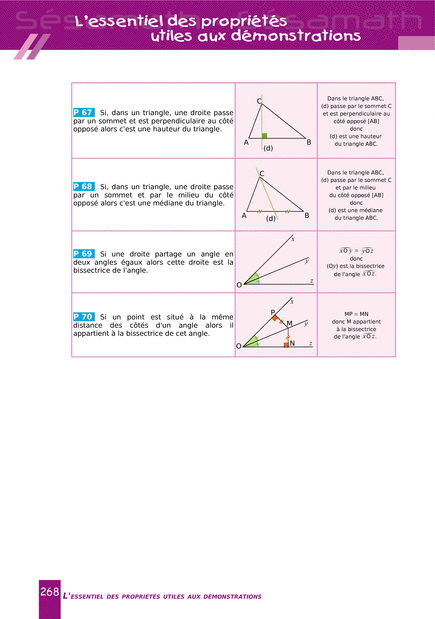 Sésamath Sésamath
L'essentiel des propriétés
utiles aux démonstrations
P 67 Si, dans un triangle, une droite passe
par un sommet et est perpendiculaire au côté
opposé alors c'est une hauteur du triangle.
C
A
B
(d)
Dans le triangle ABC,
(d) passe par le sommet C
et est perpendiculaire au
côté opposé [AB]
donc
(d) est une hauteur
du triangle ABC.
P 68 Si, dans un triangle, une droite passe
par un sommet et par le milieu du côté
opposé alors c'est une médiane du triangle.
C
A
B
(d)
Dans le triangle ABC,
(d) passe par le sommet C
et par le milieu
du côté opposé [AB]
donc
(d) est une médiane
du triangle ABC.
P 69 Si une droite partage un angle en
deux angles égaux alors cette droite est la
bissectrice de l'angle.
x
y
O
z
xOy = yOz
donc
(Oy) est la bissectrice
de l'angle xOz.
P 70 Si un point est situé à la même
distance des côtés d'un angle alors il
appartient à la bissectrice de cet angle.
x
P
M
y
O
N
z
MP = MN
donc M appartient
à la bissectrice
de l'angle xOz.
268 L'ESSENTIEL DES PROPRIÉTÉS UTILES AUX DÉMONSTRATIONS